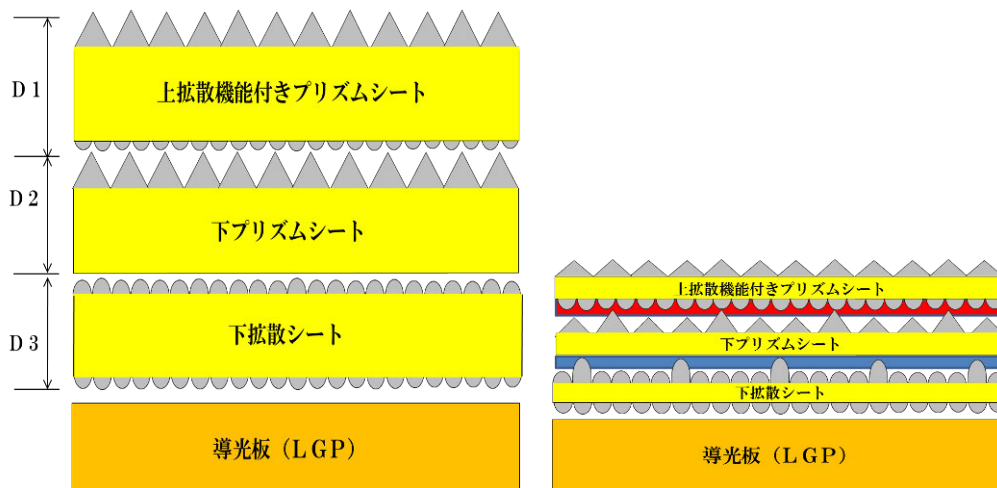 D1
上拡散機能付きプリズムシート
D2
下プリズムシート
D3
下拡散シート
導光板(LGP)
上拡散機能付きプリズムシート
下プリズムシート
下拡散シート
導光板(LGP)